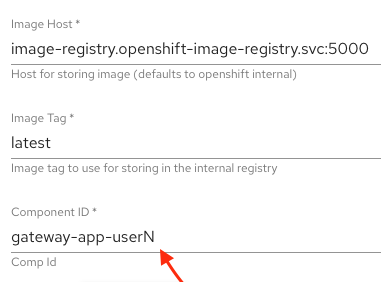 Image Host *
image-registry.openshift-image-registry.svc:5000
Host for storing image (defaults to openshift internal)
Image Tag *
latest
Image tag to use for storing in the internal registry
Component ID *
gateway-app-userN
Comp Id